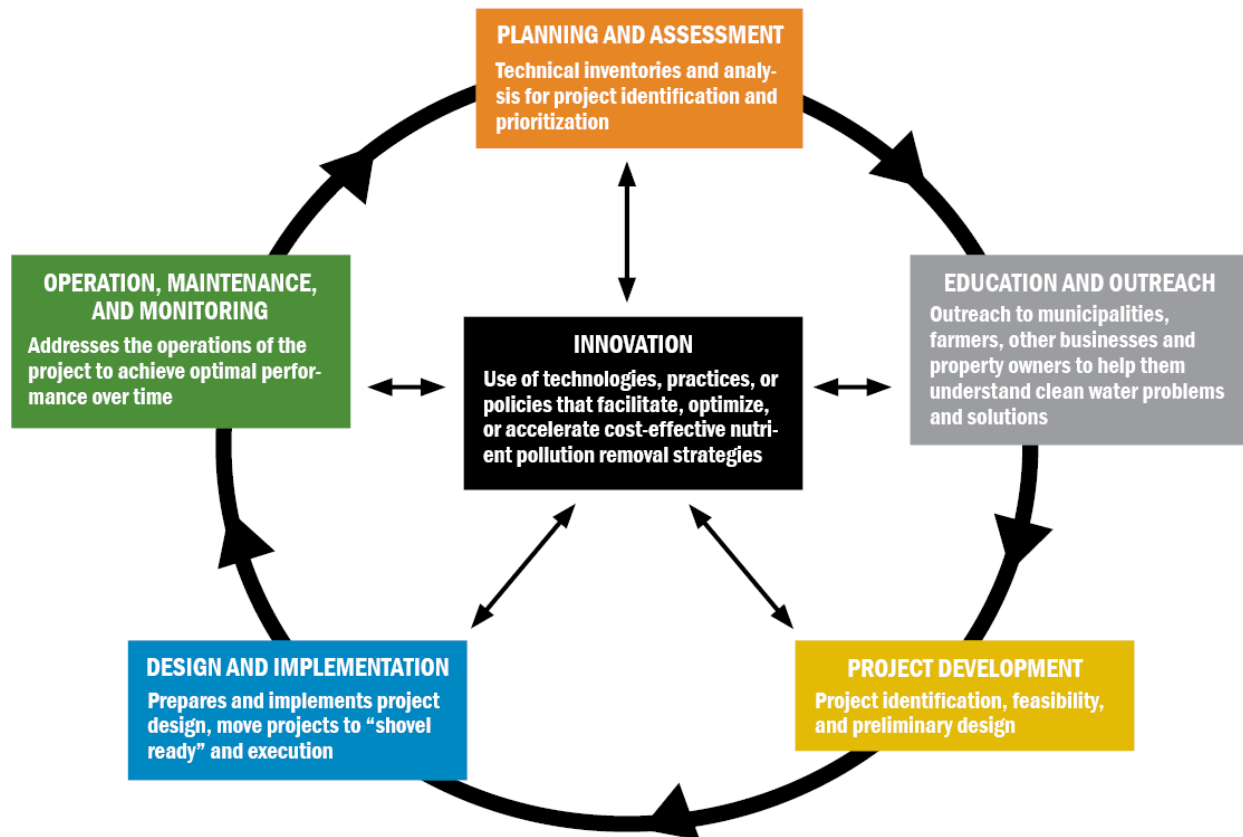 PLANNING AND ASSESSMENT
Technical inventories and analy-
sis for project identification and
prioritization
EDUCATION AND OUTREACH
Outreach to municipalities,
farmers, other businesses and
property owners to help them
understand clean water problems
and solutions
PROJECT DEVELOPMENT
Project identification, feasibility,
and preliminary design
DESIGN AND IMPLEMENTATION
Prepares and implements project
design, move projects to “shovel
ready” and execution
OPERATION, MAINTENANCE,
AND MONITORING
Addresses the operations of the
project to achieve optimal perfor-
mance over time
INNOVATION
Use of technologies, practices, or
policies that facilitate, optimize,
or accelerate cost-effective nutri-
ent pollution removal strategies